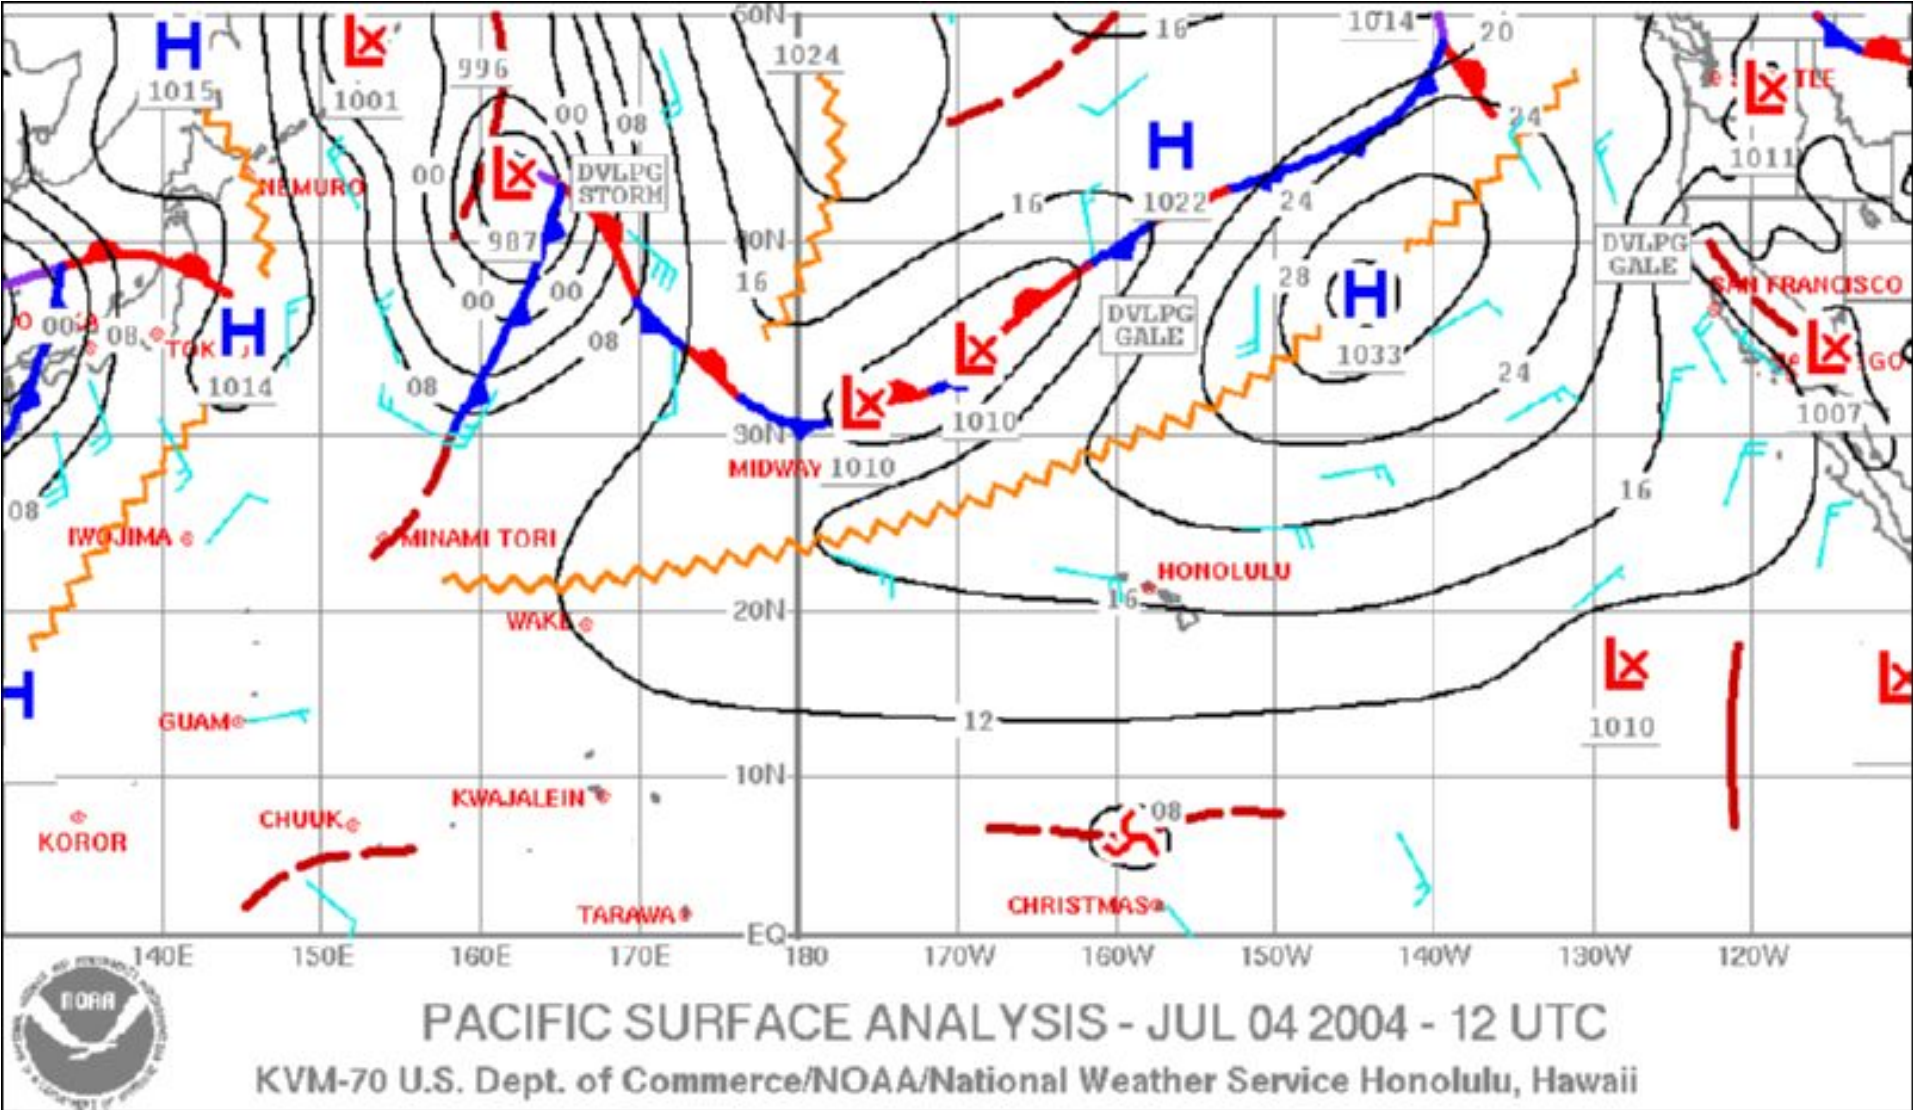 50N
H
1015
L
1001
996
00
08
1024
16
1014
20
24
L
1011
H
1022
L
987
00
DVLPG
STORM
NEMURO
16
24
40N
16
28
H
1033
DVLPG
GALE
DVLPG
GALE
SAN FRANCISCO
00
08
H
1014
00
00
08
08
L
1010
L
1010
24
L
1007
30N
MIDWAY
08
IWOJIMA
MINAMI TORI
16
HONOLULU
16
WAKE
20N
L
1010
L
GUAM
12
10N
KOROR
CHUUK
KWAJALEIN
08
TARAWA
CHRISTMAS
EQ
140E 150E 160E 170E 180 170W 160W 150W 140W 130W 120W
NOAA
PACIFIC SURFACE ANALYSIS - JUL 04 2004 - 12 UTC
KVM-70 U.S. Dept. of Commerce/NOAA/National Weather Service Honolulu, Hawaii